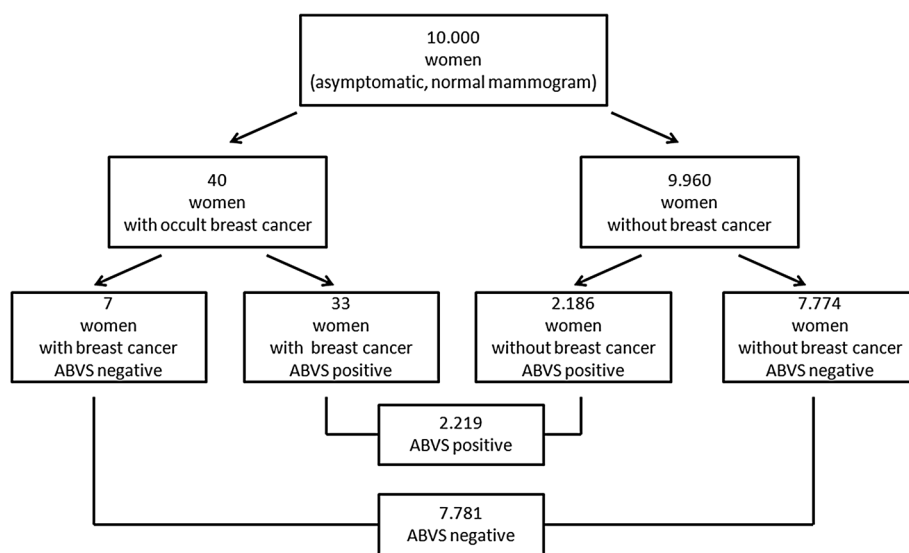 10.000
women
(asymptomatic, normal mammogram)
40
women
with occult breast cancer
9.960
women
without breast cancer
7
women
with breast cancer
ABVS negative
33
women
with breast cancer
ABVS positive
2.186
women
without breast cancer
ABVS positive
7.774
women
without breast cancer
ABVS negative
2.219
ABVS positive
7.781
ABVS negative